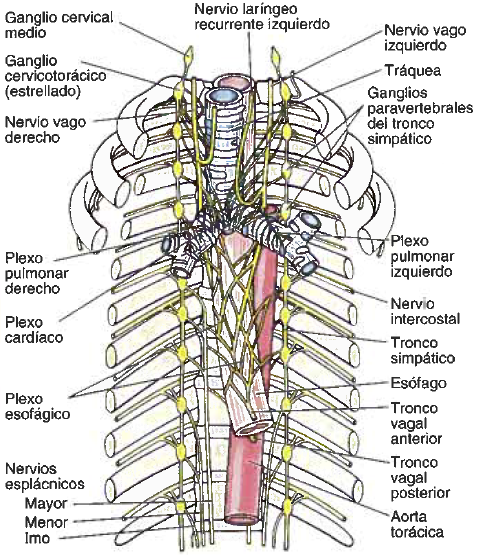 Ganglio cervical
medio
Nervio laríngeo
recurrente izquierdo
Nervio vago
izquierdo
Ganglio
cervicotorácico
(estrellado)
Tráquea
Nervio vago
derecho
Ganglios
paravertebrales
del tronco
simpático
Plexo
pulmonar
derecho
Plexo
pulmonar
izquierdo
Plexo
cardíaco
Nervio
intercostal
Tronco
simpático
Plexo
esofágico
Esófago
Tronco
vagal
anterior
Nervios
esplácnicos
Mayor
Menor
Imo
Tronco
vagal
posterior
Aorta
torácica